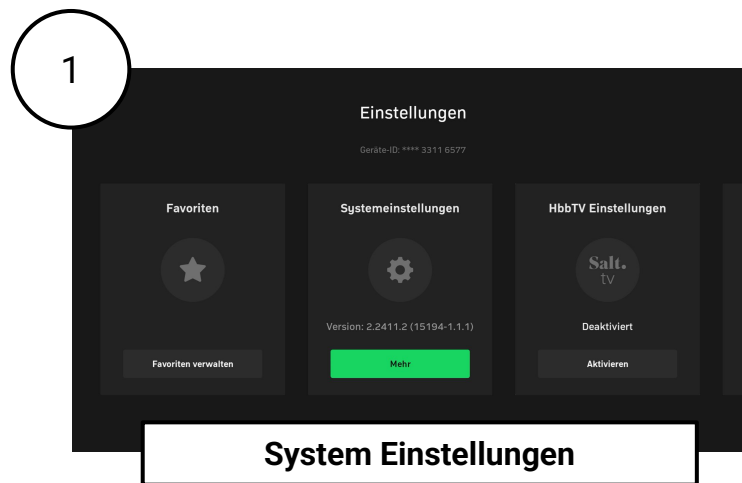 1
Einstellungen
Geräte-ID: **** 3311 6577
Favoriten
Systemeinstellungen
HbbTV Einstellungen
Salt.
tv
Version: 2.2411.2 (15194-1.1.1)
Deaktiviert
Favoriten verwalten
Mehr
Aktivieren
System Einstellungen